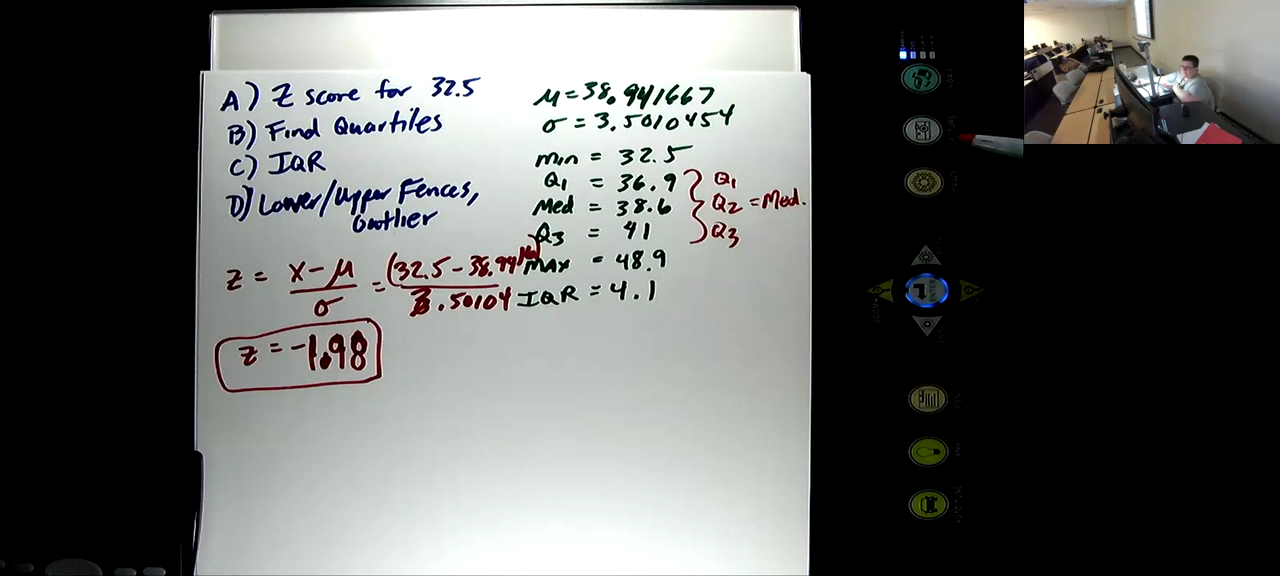 A) Z score for 32.5
B) Find Quartiles
C) IQR
D) Lower/Upper Fences,
Outlier
μ = 38.941667
σ = 3.5010454
min = 32.5
Q1 = 36.9
Med = 38.6
Q3 = 41
MAX = 48.9
IQR = 4.1
Q1
Q2 = Med.
Q3
z = x-μ/σ = (32.5-38.9416)/3.50104
z = -1.98